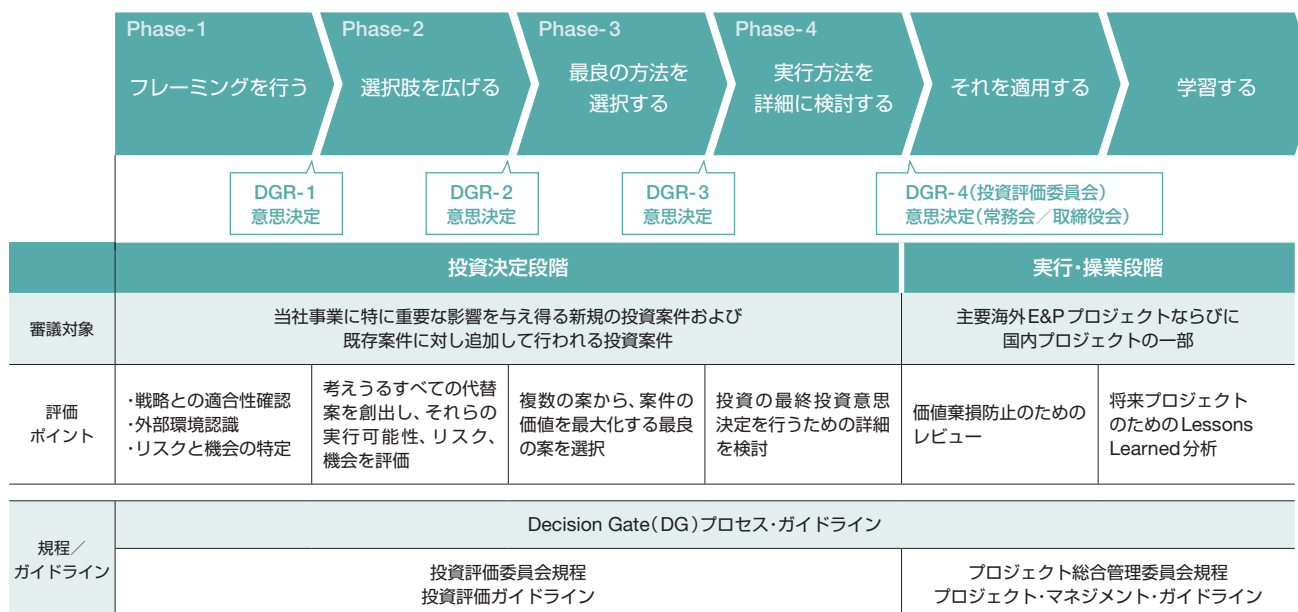 Phase-1
フレーミングを行う
Phase-2
選択肢を広げる
Phase-3
最良の方法を
選択する
Phase-4
実行方法を
詳細に検討する
それを適用する
学習する
DGR-1
意思決定
DGR-2
意思決定
DGR-3
意思決定
DGR-4(投資評価委員会)
意思決定(常務会／取締役会)
投資決定段階
実行・操業段階
審議対象
当社事業に特に重要な影響を与え得る新規の投資案件および
既存案件に対し追加して行われる投資案件
主要海外E&Pプロジェクトならびに
国内プロジェクトの一部
評価
ポイント
・戦略との適合性確認
・外部環境認識
・リスクと機会の特定
考えうるすべての代替
案を創出し、それらの
実行可能性、リスク、
機会を評価
複数の案から、案件の
価値を最大化する最良
の案を選択
投資の最終投資意思
決定を行うための詳細
を検討
価値棄損防止のための
レビュー
将来プロジェクト
のためのLessons
Learned分析
規程／
ガイドライン
Decision Gate(DG)プロセス・ガイドライン
投資評価委員会規程
投資評価ガイドライン
プロジェクト総合管理委員会規程
プロジェクト・マネジメント・ガイドライン